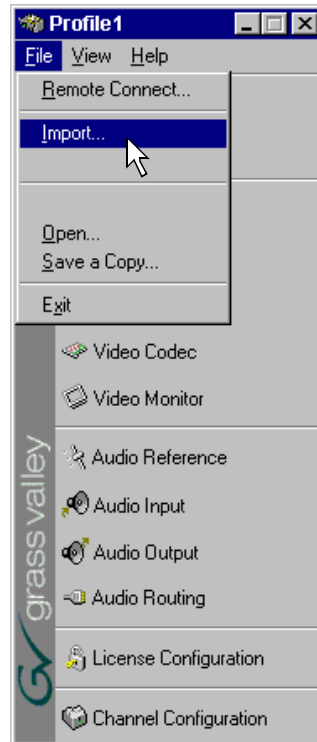 Profile1
File View Help
Remote Connect...
Import...
Open...
Save a Copy...
Exit
Video Codec
Video Monitor
Audio Reference
Audio Input
Audio Output
Audio Routing
License Configuration
Channel Configuration
GV grass valley